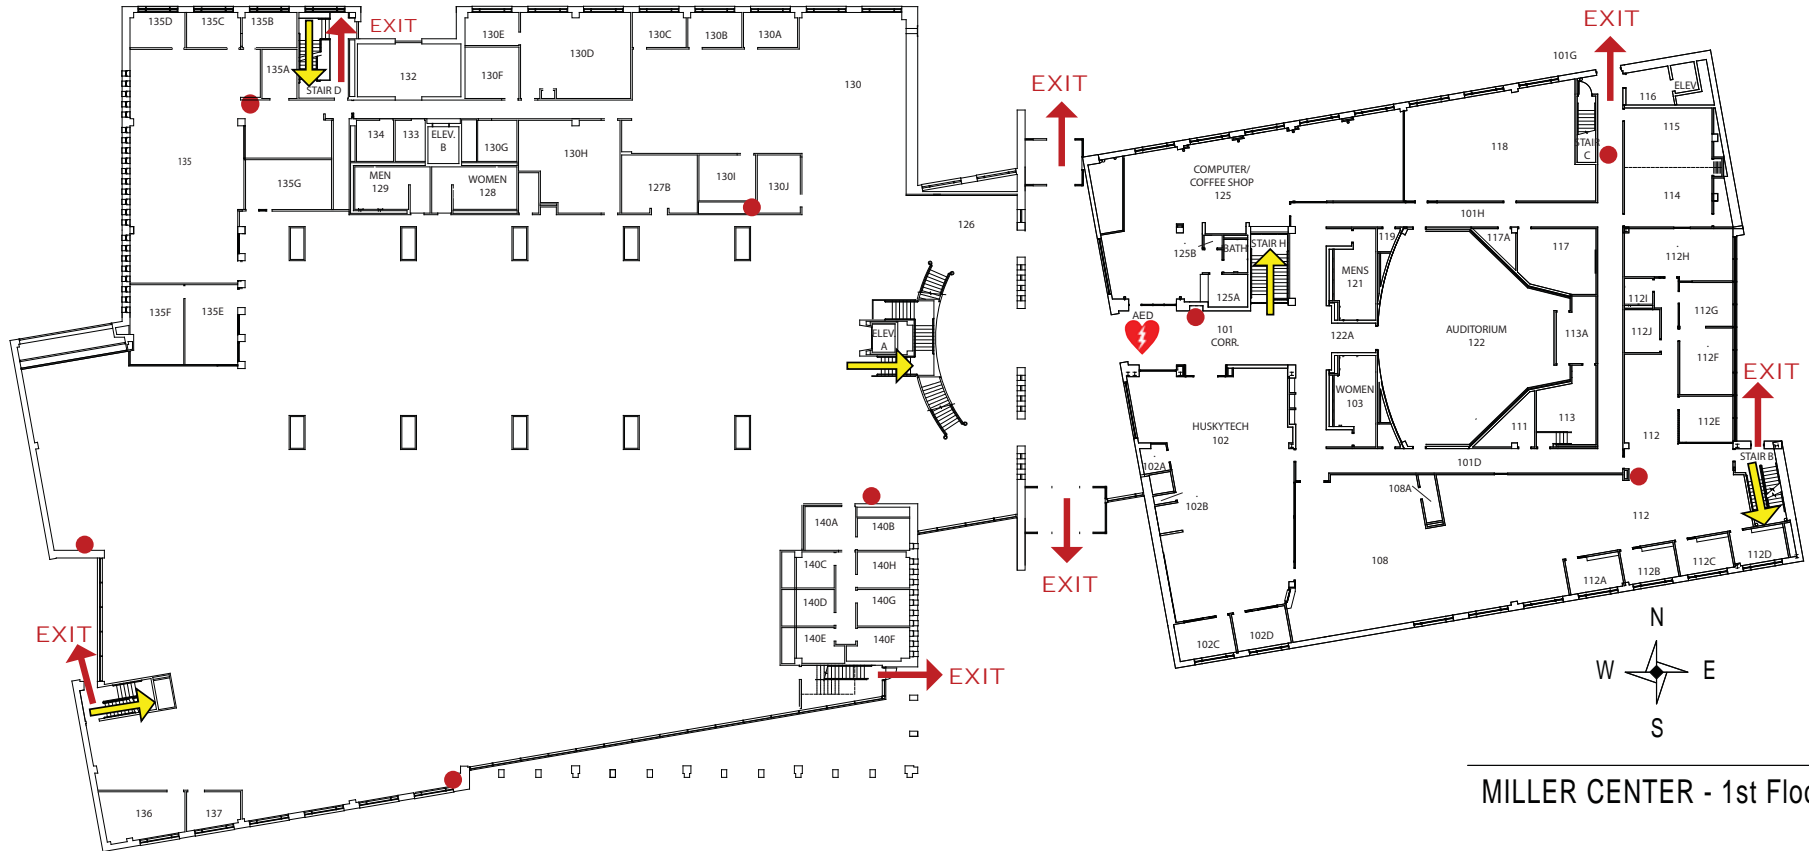 135D
135C
135B
EXIT
130E
130D
130C
130B
130A
EXIT
101G
135A
STAIR D
132
130F
130
EXIT
116
ELEV.
134
133
ELEV.
B
130G
130H
115
118
STAIR
C
135
135G
MEN
129
WOMEN
128
127B
130I
130J
COMPUTER/
COFFEE SHOP
125
114
126
101H
125B
BATH
STAIR H
119
117A
117
112H
MENS
121
135F
135E
125A
112I
112G
AED
101
CORR.
ELEV.
A
122A
AUDITORIUM
122
113A
112J
112F
EXIT
WOMEN
103
HUSKYTECH
102
111
113
112
112E
STAIR B
102A
101D
108A
102B
140A
140B
112
EXIT
140C
140H
108
112A
112B
112C
112D
140D
140G
EXIT
140E
140F
102C
102D
EXIT
N
W
E
S
136
137
MILLER CENTER - 1st Floo